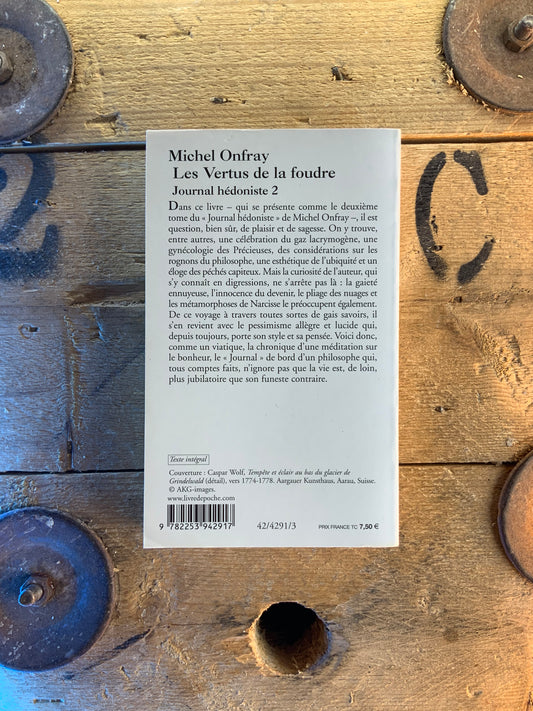 Michel Onfray
Les Vertus de la foudre
Journal hédoniste 2
Dans ce livre – qui se présente comme le deuxième
tome du « Journal hédoniste » de Michel Onfray –, il est
question, bien sûr, de plaisir et de sagesse. On y trouve,
entre autres, une célébration du gaz lacrymogène, une
gynécologie des Précieuses, des considérations sur les
rognons du philosophe, une esthétique de l'ubiquité et un
éloge des péchés capiteux. Mais la curiosité de l'auteur, qui
s'y connaît en digressions, ne s'arrête pas là : la gaieté
ennuyeuse, l'innocence du devenir, le pliage des nuages et
les métamorphoses de Narcisse le préoccupent également.
De ce voyage à travers toutes sortes de gais savoirs, il
s'en revient avec le pessimisme allègre et lucide qui,
depuis toujours, porte son style et sa pensée. Voici donc,
comme un viatique, la chronique d'une méditation sur
le bonheur, le « Journal » de bord d'un philosophe qui,
tous comptes faits, n'ignore pas que la vie est, de loin,
plus jubilatoire que son funeste contraire.
Texte intégral
Couverture : Caspar Wolf, Tempête et éclair au bas du glacier de
Grindelwald (détail), vers 1774-1778. Aargauer Kunsthaus, Aarau, Suisse.
© AKG-images.
www.livredepoche.com
9 782253 942917
42/4291/3
PRIX FRANCE TC 7,50 €
2
C